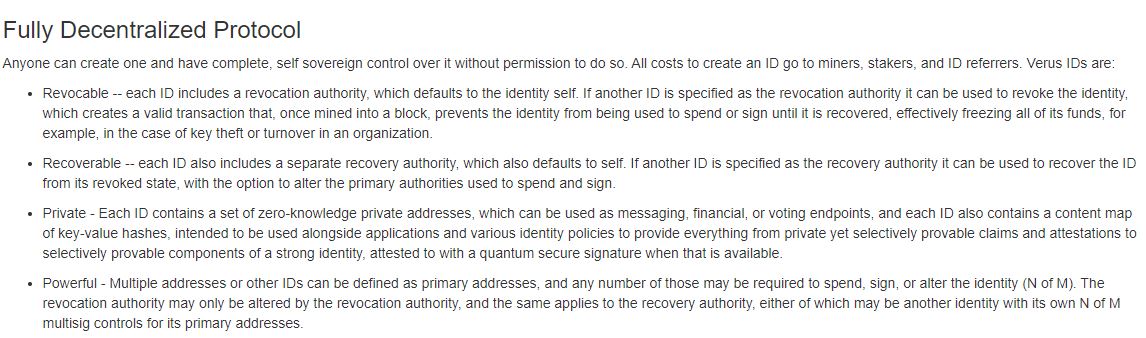 Fully Decentralized Protocol
Anyone can create one and have complete, self sovereign control over it without permission to do so. All costs to create an ID go to miners, stakers, and ID referrers. Verus IDs are:
• Revocable -- each ID includes a revocation authority, which defaults to the identity self. If another ID is specified as the revocation authority it can be used to revoke the identity,
which creates a valid transaction that, once mined into a block, prevents the identity from being used to spend or sign until it is recovered, effectively freezing all of its funds, for
example, in the case of key theft or turnover in an organization.
• Recoverable -- each ID also includes a separate recovery authority, which also defaults to self. If another ID is specified as the recovery authority it can be used to recover the ID
from its revoked state, with the option to alter the primary authorities used to spend and sign.
• Private - Each ID contains a set of zero-knowledge private addresses, which can be used as messaging, financial, or voting endpoints, and each ID also contains a content map
of key-value hashes, intended to be used alongside applications and various identity policies to provide everything from private yet selectively provable claims and attestations to
selectively provable components of a strong identity, attested to with a quantum secure signature when that is available.
• Powerful - Multiple addresses or other IDs can be defined as primary addresses, and any number of those may be required to spend, sign, or alter the identity (N of M). The
revocation authority may only be altered by the revocation authority, and the same applies to the recovery authority, either of which may be another identity with its own N of M
multisig controls for its primary addresses.